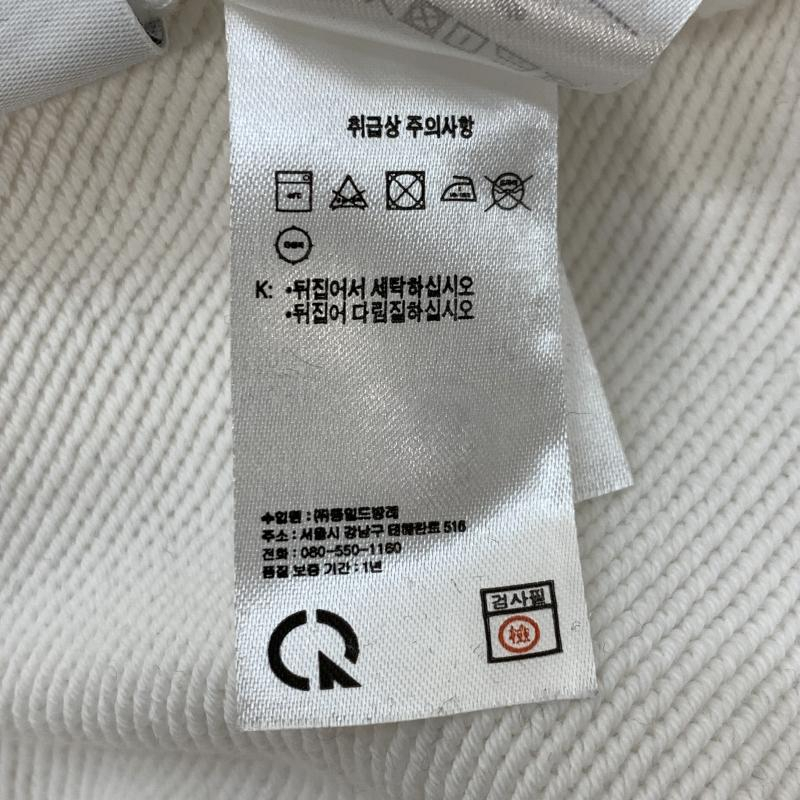 취급상 주의사항
K: •뒤집어서 세탁하십시오
•뒤집어 다림질하십시오
수입원 : (주)동일드방레
주소 : 서울시 강남구 테헤란로 516
전화 : 080-550-1160
품질 보증 기간 : 1년
검사필
檢